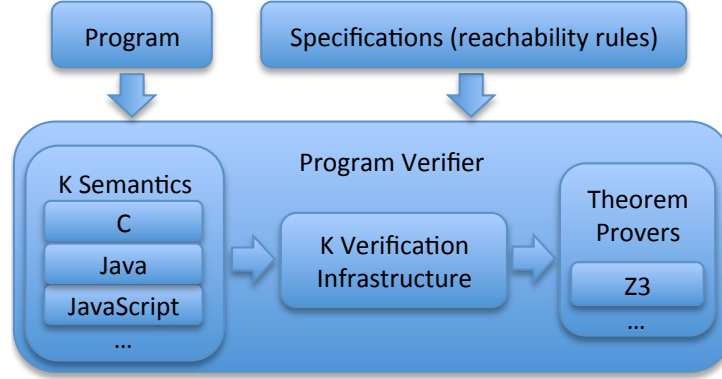 Program
Specifications (reachability rules)
Program Verifier
K Semantics
C
Java
JavaScript
...
K Verification
Infrastructure
Theorem
Provers
Z3
...